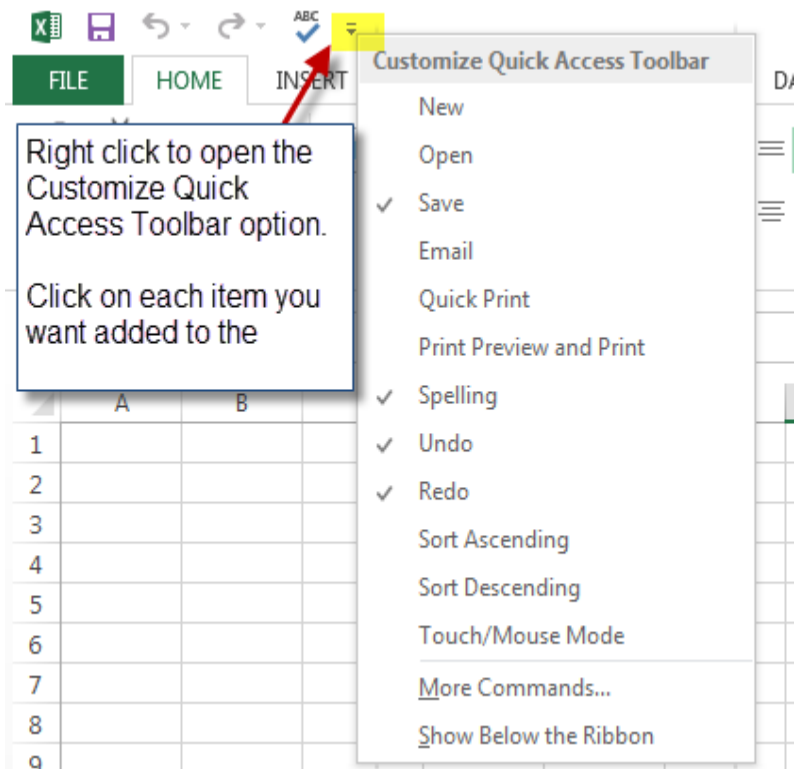 ABC
Customize Quick Access Toolbar
FILE HOME INSERT
New
Open
Save
Email
Quick Print
Print Preview and Print
Spelling
Undo
Redo
Sort Ascending
Sort Descending
Touch/Mouse Mode
More Commands...
Show Below the Ribbon
Right click to open the
Customize Quick
Access Toolbar option.
Click on each item you
want added to the
A B
1
2
3
4
5
6
7
8
9